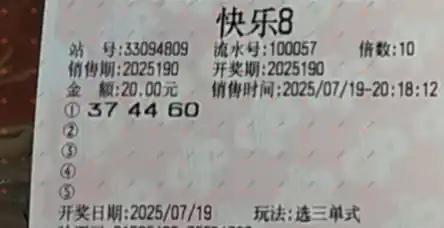 快乐8
站 号:33094809 流水号:100057 倍数:10
销售期:2025190 开奖期:2025190
金 额:20.00元 销售时间:2025/07/19-20:18:12
① 37 44 60
②
③
④
⑤
开奖日期:2025/07/19 玩法:选三单式